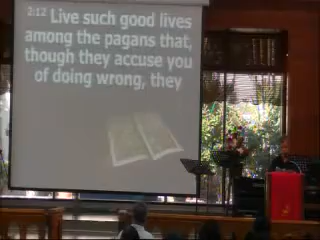 2:12 Live such good lives
among the pagans that,
though they accuse you
of doing wrong, they